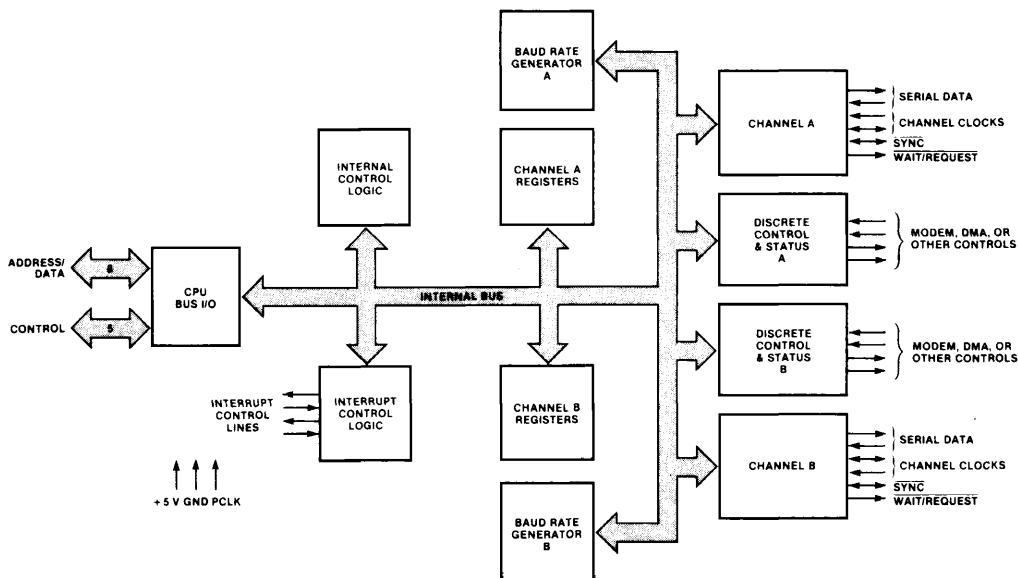 BAUD RATE
GENERATOR
A
CHANNEL A
SERIAL DATA
CHANNEL CLOCKS
SYNC
WAIT/REQUEST
INTERNAL
CONTROL
LOGIC
CHANNEL A
REGISTERS
DISCRETE
CONTROL
& STATUS
A
MODEM, DMA, OR
OTHER CONTROLS
ADDRESS/
DATA
8
CPU
BUS I/O
INTERNAL BUS
CONTROL
5
DISCRETE
CONTROL
& STATUS
B
MODEM, DMA, OR
OTHER CONTROLS
INTERRUPT
CONTROL
LINES
INTERRUPT
CONTROL
LOGIC
CHANNEL B
REGISTERS
CHANNEL B
SERIAL DATA
CHANNEL CLOCKS
SYNC
WAIT/REQUEST
+5 V GND PCLK
BAUD RATE
GENERATOR
B